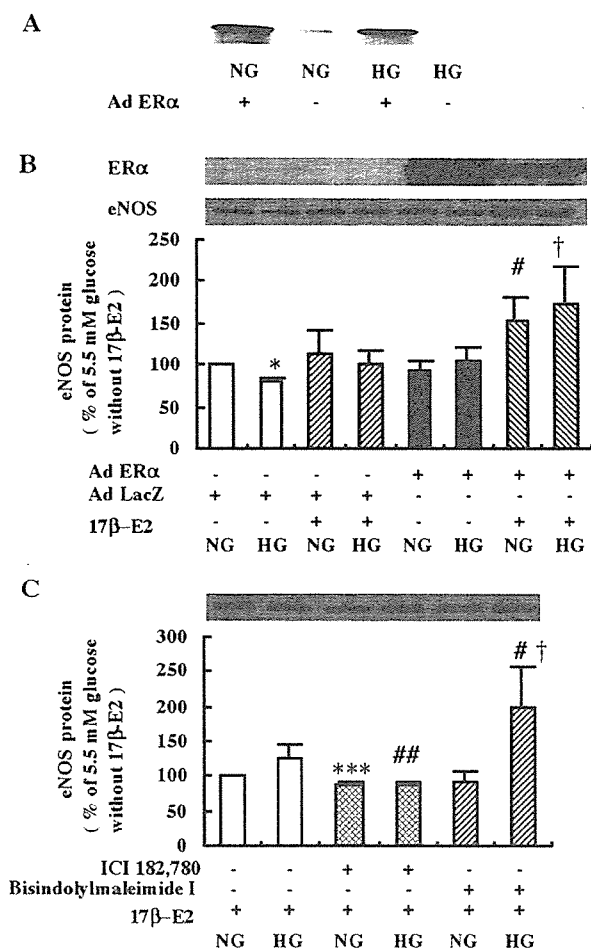 A
NG NG HG HG
Ad ERα + - + -
B
ERα
eNOS
eNOS protein
( % of 5.5 mM glucose
without 17β-E2 )
250
200
150
100
50
0
* # †
Ad ERα - - - - + + + +
Ad LacZ + + + + - - - -
17β–E2 - - + + - - + +
NG HG NG HG NG HG NG HG
C
eNOS protein
( % of 5.5 mM glucose
without 17β-E2 )
300
250
200
150
100
50
0
*** ## # †
ICI 182,780 - - + + - -
Bisindolylmaleimide I - - - - + +
17β–E2 + + + + + +
NG HG NG HG NG HG